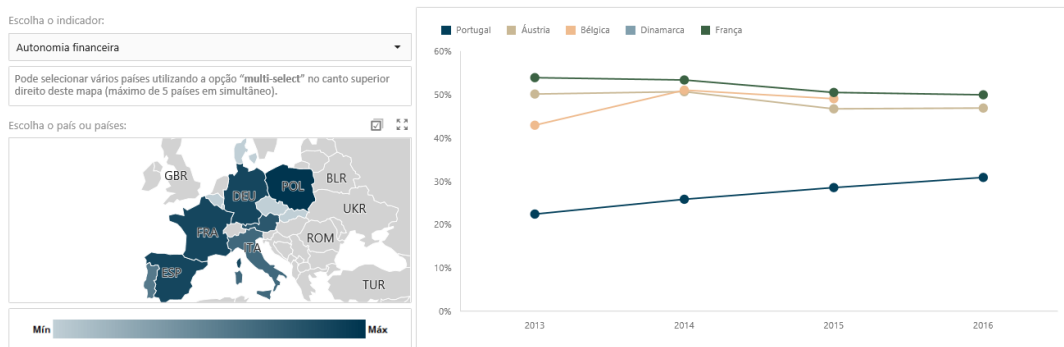 Escolha o indicador:
Autonomia financeira
Pode selecionar vários países utilizando a opção “multi-select” no canto superior
direito deste mapa (máximo de 5 países em simultâneo).
Escolha o país ou países:
GBR
BLR
POL
DEU
UKR
FRA
ROM
ITA
ESP
TUR
Mín
Máx
Portugal Áustria Bélgica Dinamarca França
60%
50%
40%
30%
20%
10%
0%
2013 2014 2015 2016